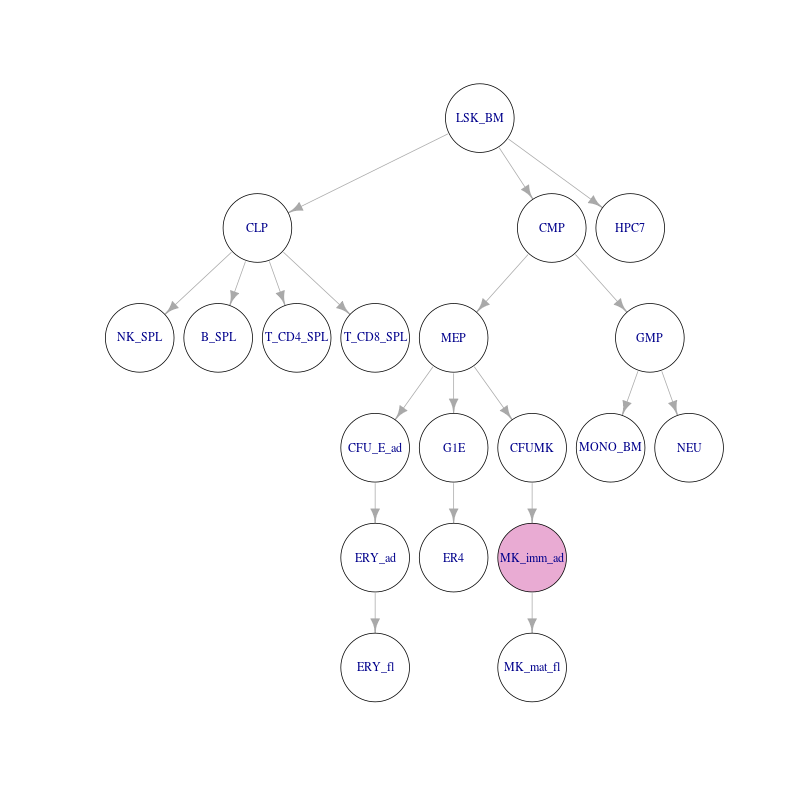 LSK_BM
CLP
CMP
HPC7
NK_SPL
B_SPL
T_CD4_SPL
T_CD8_SPL
MEP
GMP
CFU_E_ad
G1E
CFUMK
MONO_BM
NEU
ERY_ad
ER4
MK_imm_ad
ERY_fl
MK_mat_fl